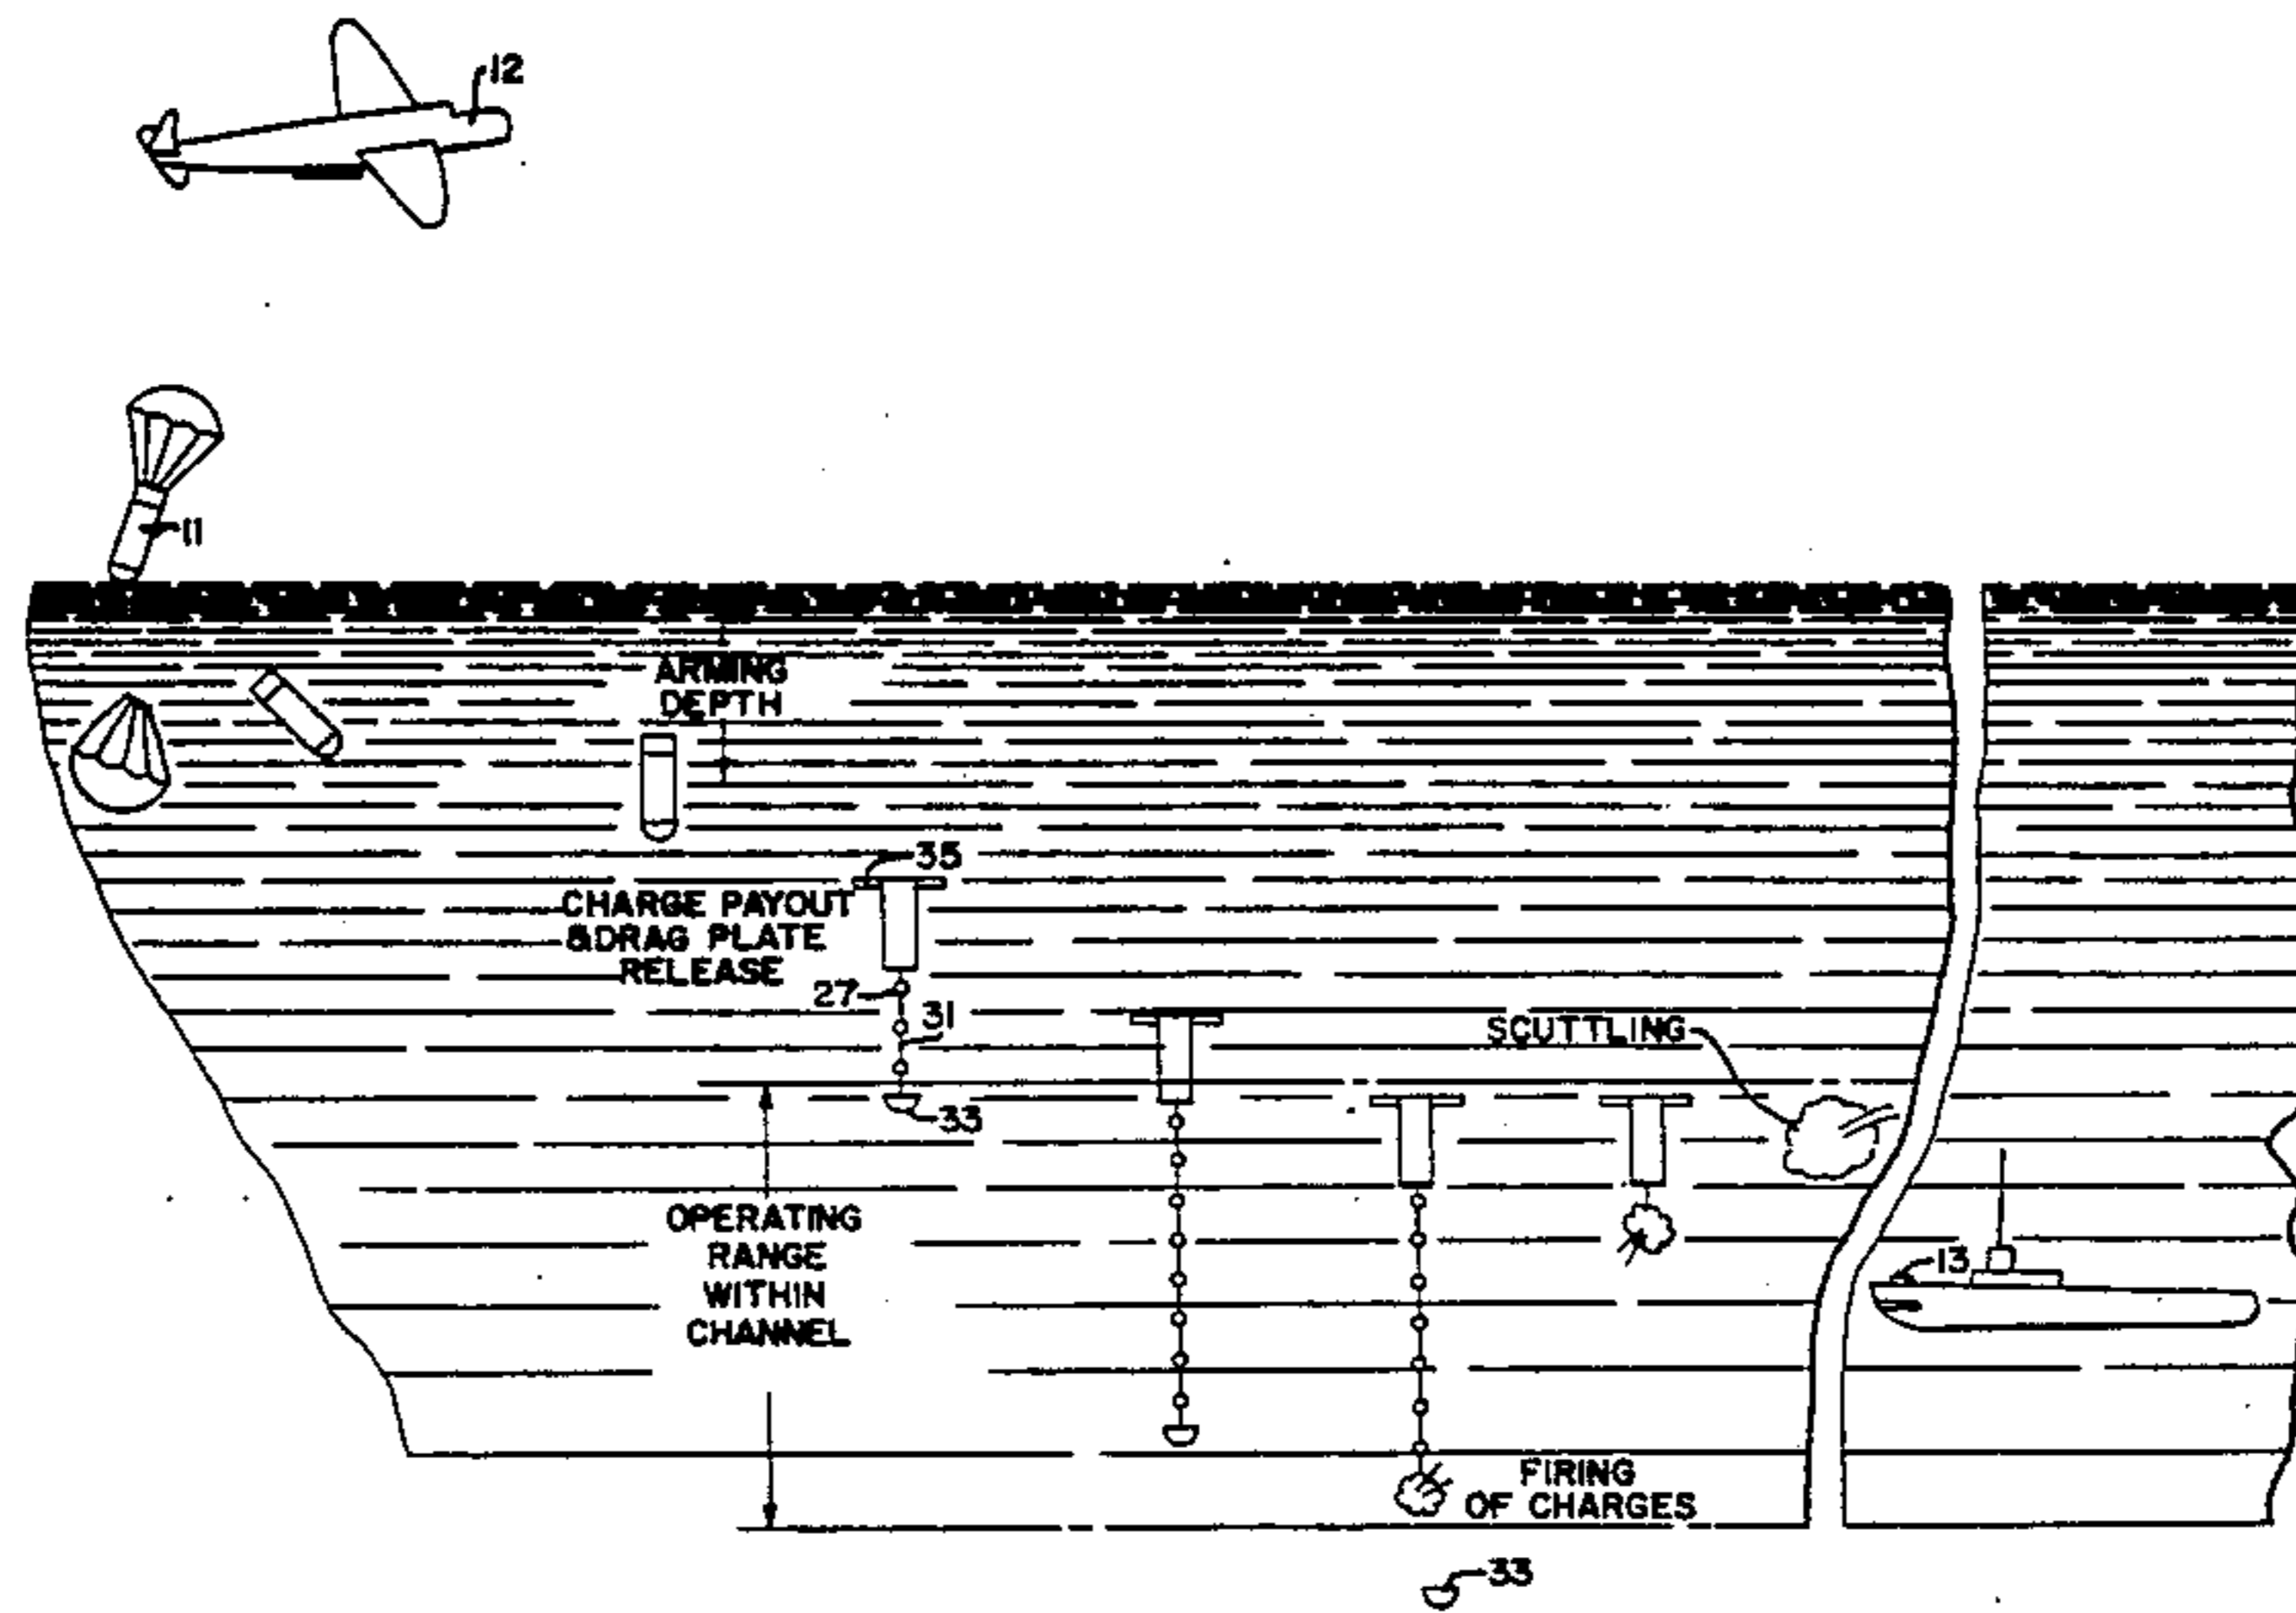 12
11
ARMING
DEPTH
35
CHARGE PAYOUT
&DRAG PLATE
RELEASE
27
31
33
SCUTTLING
OPERATING
RANGE
WITHIN
CHANNEL
13
FIRING
OF CHARGES
33